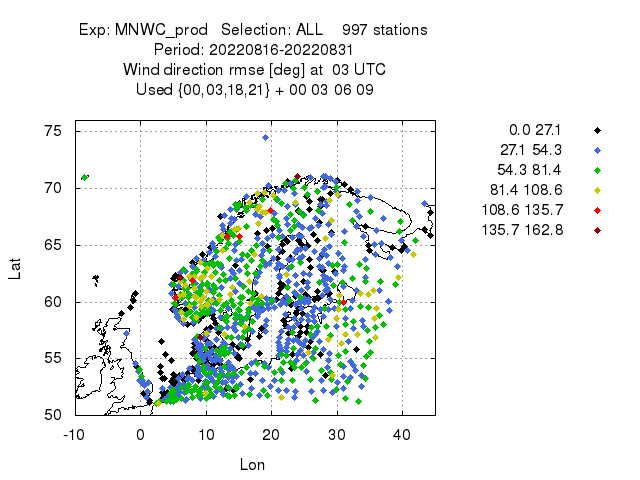 Exp: MNWC_prod Selection: ALL 997 stations
Period: 20220816-20220831
Wind direction rmse [deg] at 03 UTC
Used {00,03,18,21} + 00 03 06 09
0.0 27.1
27.1 54.3
54.3 81.4
81.4 108.6
108.6 135.7
135.7 162.8
75
70
65
60
55
50
Lat
-10 0 10 20 30 40
Lon